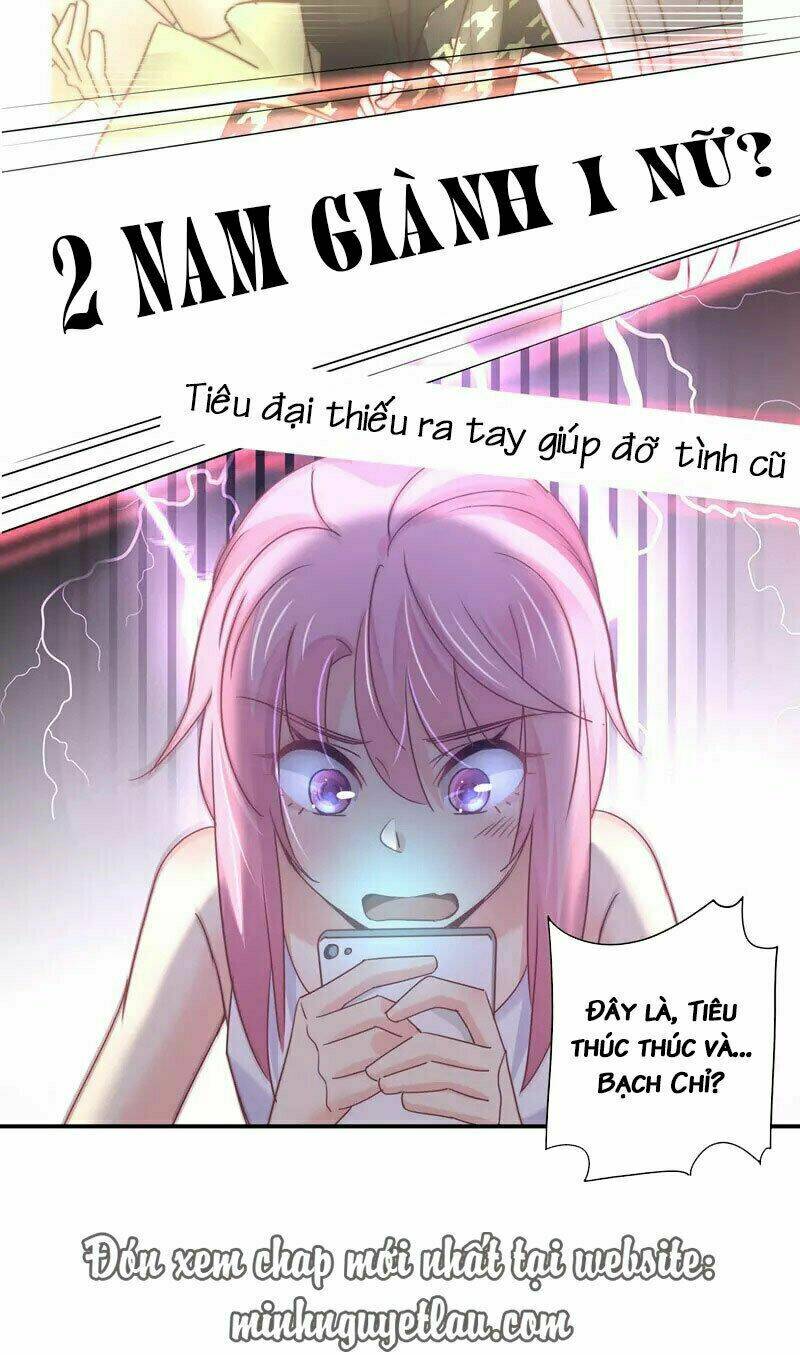 2 NAM GIÀNH 1 NỮ?
Tiêu đại thiếu ra tay giúp đỡ tình cũ
ĐÂY LÀ, TIÊU
THÚC THÚC VÀ...
BẠCH CHỈ?
Đón xem chap mới nhất tại website:
minhnguyetlau.com